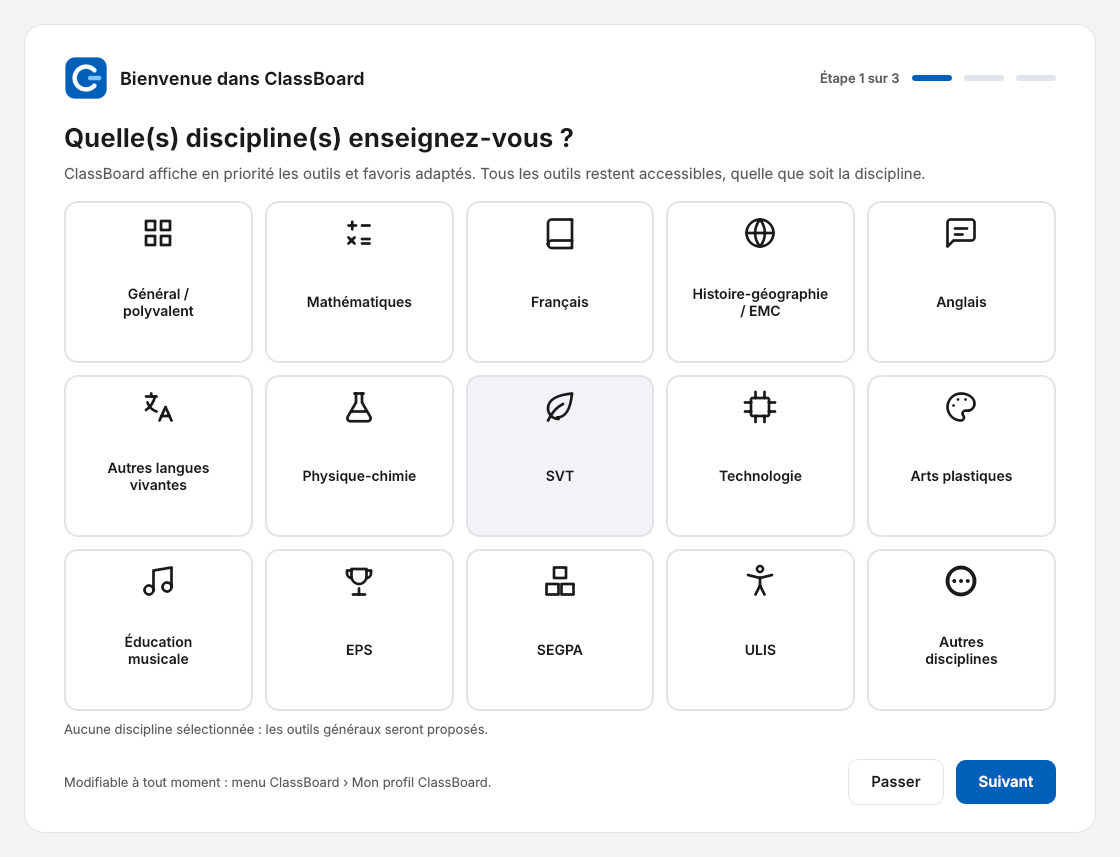 Bienvenue dans ClassBoard
Étape 1 sur 3
Quelle(s) discipline(s) enseignez-vous ?
ClassBoard affiche en priorité les outils et favoris adaptés. Tous les outils restent accessibles, quelle que soit la discipline.
Général /
polyvalent
Mathématiques
Français
Histoire-géographie
/ EMC
Anglais
Autres langues
vivantes
Physique-chimie
SVT
Technologie
Arts plastiques
Éducation
musicale
EPS
SEGPA
ULIS
Autres
disciplines
Aucune discipline sélectionnée : les outils généraux seront proposés.
Modifiable à tout moment : menu ClassBoard › Mon profil ClassBoard.
Passer
Suivant